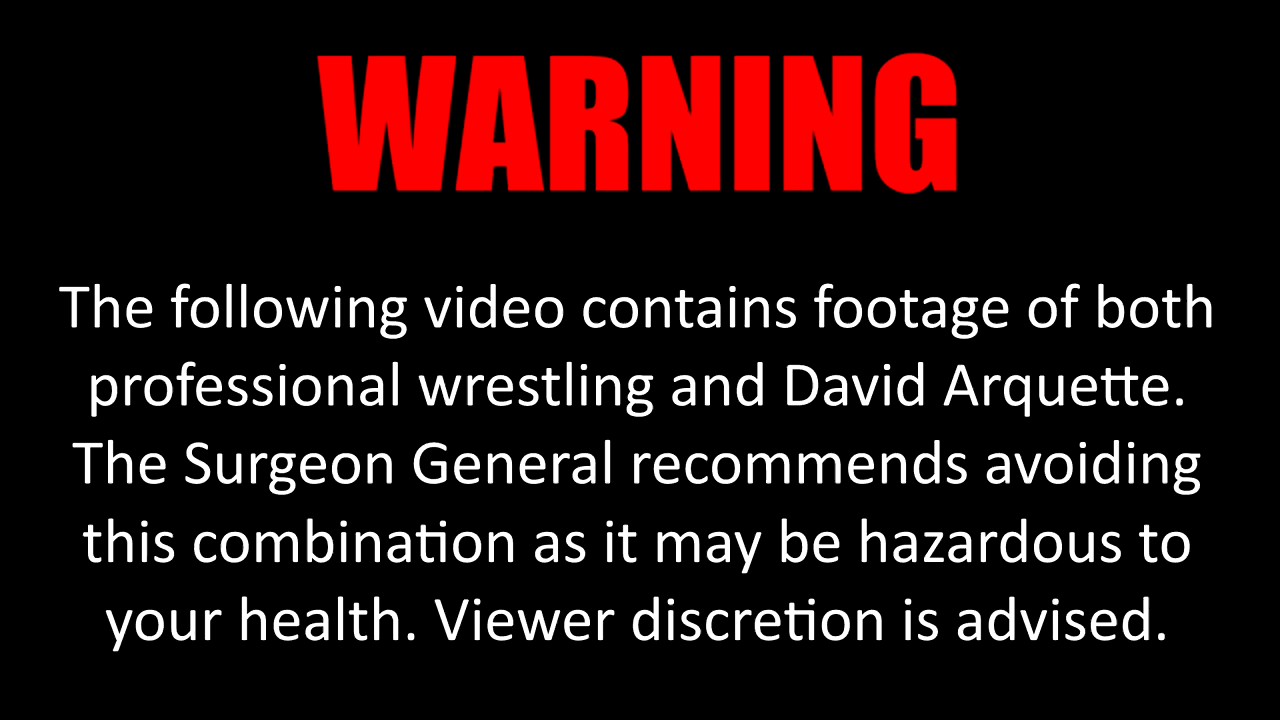 WARNING
The following video contains footage of both
professional wrestling and David Arquette.
The Surgeon General recommends avoiding
this combination as it may be hazardous to
your health. Viewer discretion is advised.